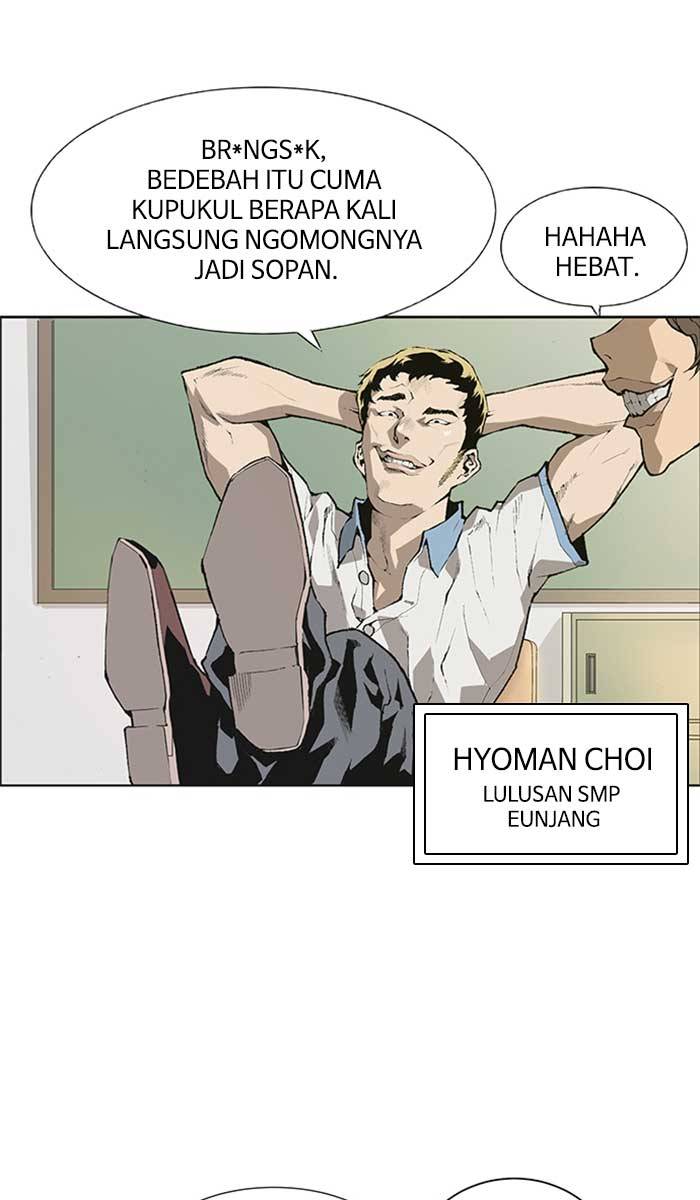 BR*NGS*K,
BEDEBAH ITU CUMA
KUPUKUL BERAPA KALI
LANGSUNG NGOMONGNYA
JADI SOPAN.
HAHAHA
HEBAT.
HYOMAN CHOI
LULUSAN SMP
EUNJANG